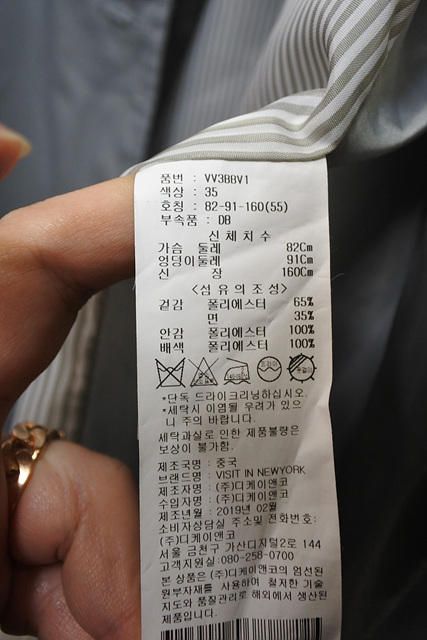 품번 : VV3BBV1
색상 : 35
호칭 : 82-91-160(55)
부속품 : DB
신체치수
가슴 둘레 82Cm
엉덩이둘레 91Cm
신 장 160Cm
<섬유의조성>
겉감 폴리에스터 65%
면 35%
안감 폴리에스터 100%
배색 폴리에스터 100%
*단독 드라이크리닝하십시오.
*세탁시 이염될 우려가 있으
니 주의 바랍니다.
세탁과실로 인한 제품불량은
보상이 불가함.
제조국명 : 중국
브랜드명 : VISIT IN NEWYORK
제조자명 : (주)디케이앤코
수입자명 : (주)디케이앤코
제조년월 : 2019년 02월
소비자상담실 주소및 전화번호:
(주)디케이앤코
서울 금천구 가산디지털2로 144
고객지원실:080-258-0700
본 상품은 (주)디케이앤코의 엄선된
원부자재를 사용하여 철저한 기술
지도와 품질관리로 해외에서 생산된
제품입니다.